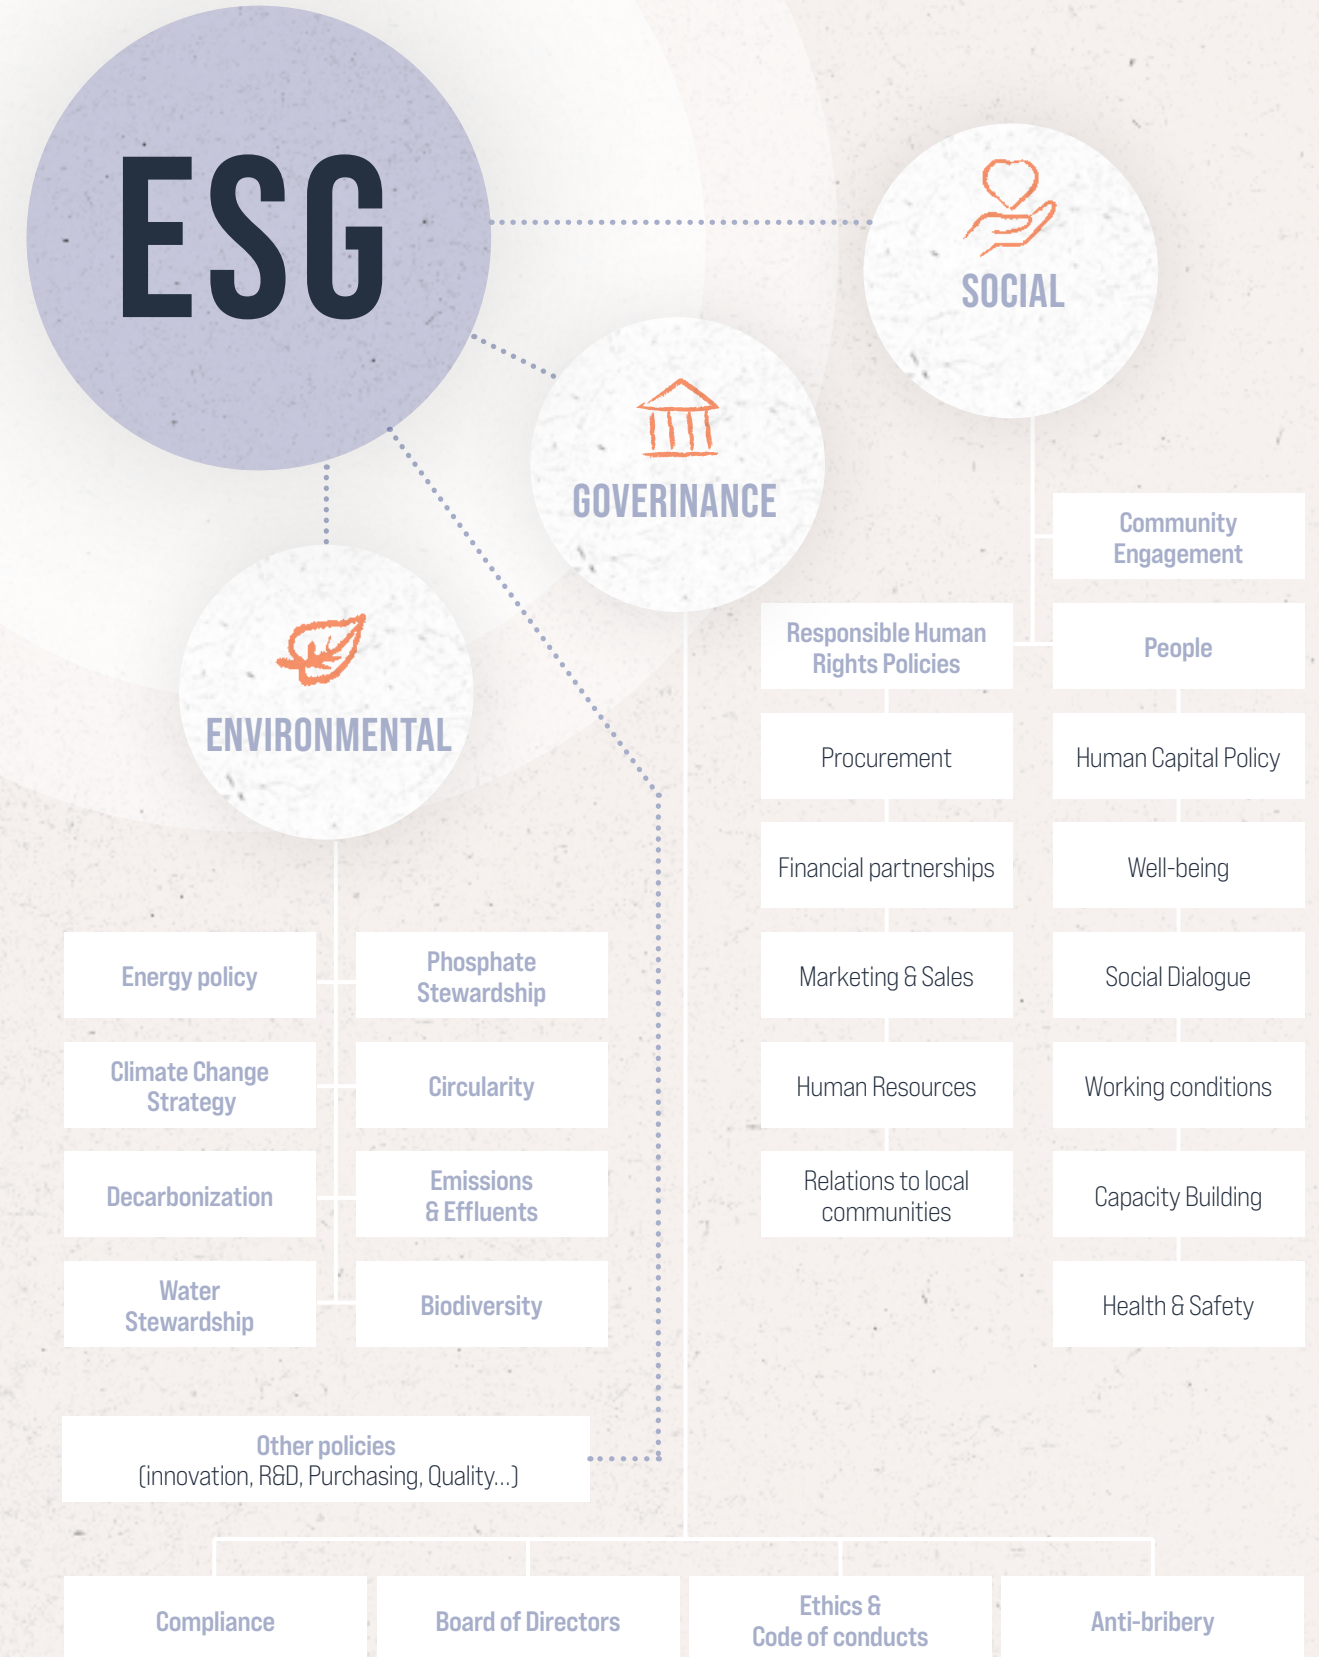 ESG
SOCIAL
GOVERINANCE
ENVIRONMENTAL
Community
Engagement
Responsible Human
Rights Policies
People
Procurement
Human Capital Policy
Financial partnerships
Well-being
Marketing & Sales
Social Dialogue
Human Resources
Working conditions
Relations to local
communities
Capacity Building
Health & Safety
Energy policy
Phosphate
Stewardship
Climate Change
Strategy
Circularity
Decarbonization
Emissions
& Effluents
Water
Stewardship
Biodiversity
Other policies
(innovation, R&D, Purchasing, Quality...)
Compliance
Board of Directors
Ethics &
Code of conducts
Anti-bribery